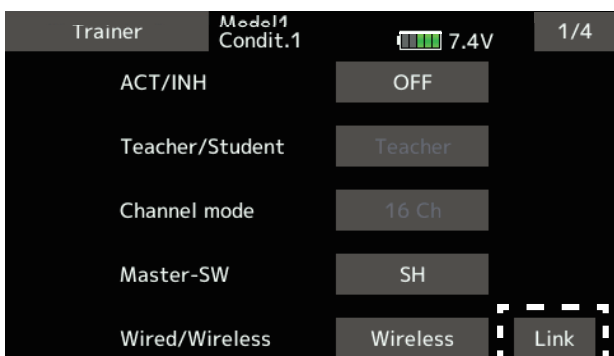 Trainer
Model1
Condit.1
7.4V
1/4
ACT/INH OFF
Teacher/Student Teacher
Channel mode 16 Ch
Master-SW SH
Wired/Wireless Wireless Link